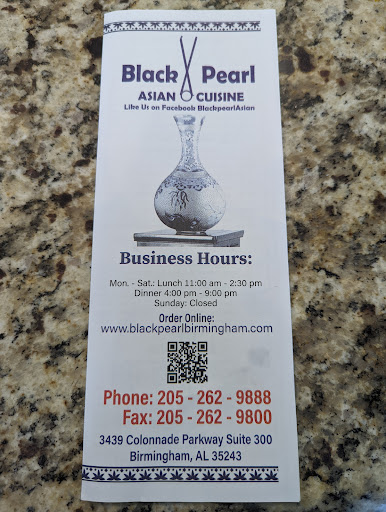 Black Pearl
ASIAN CUISINE
Like Us on Facebook BlackpearlAsian
Business Hours:
Mon. - Sat.: Lunch 11:00 am - 2:30 pm
Dinner 4:00 pm - 9:00 pm
Sunday: Closed
Order Online:
www.blackpearlbirmingham.com
Phone: 205 - 262 - 9888
Fax: 205 - 262 - 9800
3439 Colonnade Parkway Suite 300
Birmingham, AL 35243